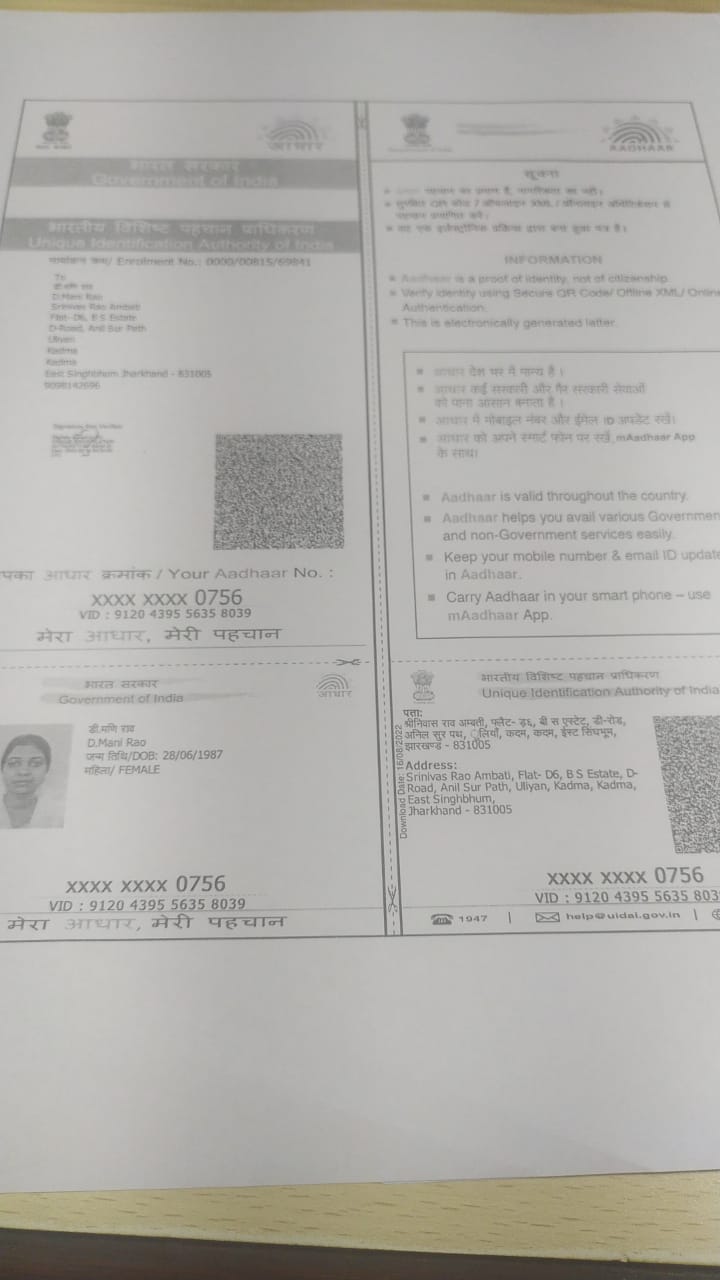 आधार
भारत सरकार
Government of India
भारतीय विशिष्ट पहचान प्राधिकरण
Unique Identification Authority of India
Enrolment No.: 0000/00815/69841
To
डी.मणि राव
D.Mani Rao
Srinivas Rao Ambati
Flat-D6, B S Estate
D-Road, Anil Sur Path
Uliyan
Kadma
Kadma
East Singhbhum Jharkhand - 831005
9098142696
आपका आधार क्रमांक / Your Aadhaar No. :
XXXX XXXX 0756
VID : 9120 4395 5635 8039
मेरा आधार, मेरी पहचान
AADHAAR
सूचना
INFORMATION
Aadhaar is a proof of identity, not of citizenship.
Verify identity using Secure QR Code/ Offline XML/ Online
Authentication.
This is electronically generated letter.
आधार देश भर में मान्य है।
आधार कई सरकारी और गैर सरकारी सेवाओं
को पाना आसान बनाता है।
आधार में मोबाइल नंबर और ईमेल ID अपडेट रखें।
आधार को अपने स्मार्ट फोन पर रखें, mAadhaar App
के साथ।
Aadhaar is valid throughout the country.
Aadhaar helps you avail various Governmen
and non-Government services easily.
Keep your mobile number & email ID update
in Aadhaar.
Carry Aadhaar in your smart phone – use
mAadhaar App.
भारत सरकार
Government of India
आधार
डी.मणि राव
D.Mani Rao
जन्म तिथि/DOB: 28/06/1987
महिला/ FEMALE
XXXX XXXX 0756
VID : 9120 4395 5635 8039
मेरा आधार, मेरी पहचान
भारतीय विशिष्ट पहचान प्राधिकरण
Unique Identification Authority of India
Download Date: 16/08/2022
पता:
श्रीनिवास राव अम्बती, फ्लैट- ड़६, बी स एस्टेट, डी-रोड,
अनिल सुर पथ, ुलियाँ, कदम, कदम, ईस्ट सिंघभूम,
झारखण्ड - 831005
Address:
Srinivas Rao Ambati, Flat- D6, B S Estate, D-
Road, Anil Sur Path, Uliyan, Kadma, Kadma,
East Singhbhum,
Jharkhand - 831005
XXXX XXXX 0756
VID : 9120 4395 5635 803
1947 | help@uidai.gov.in |